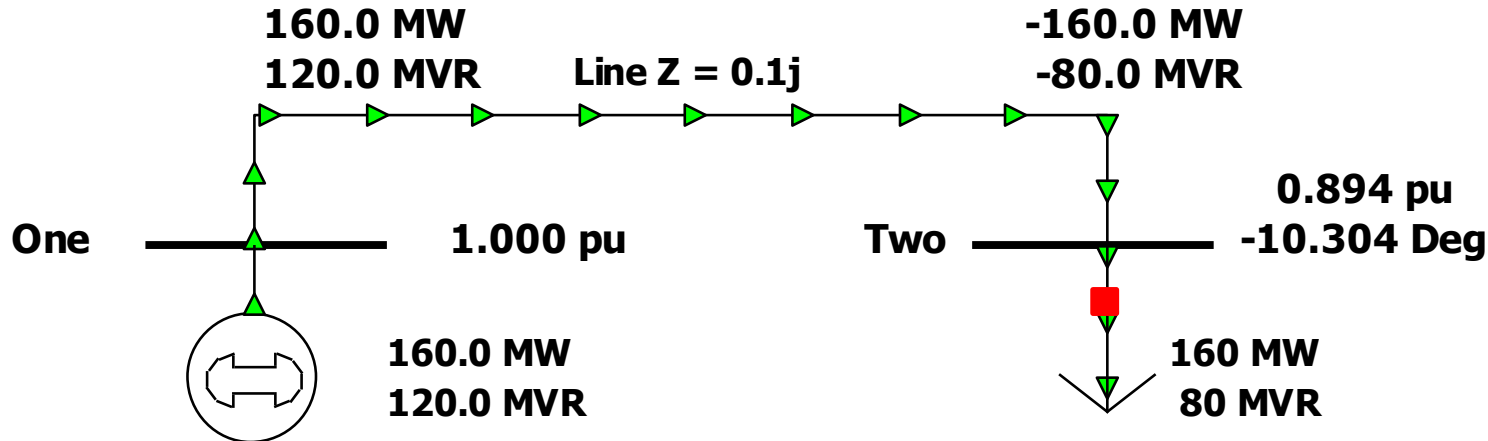 160.0 MW
120.0 MVR
Line Z = 0.1j
-160.0 MW
-80.0 MVR
One
1.000 pu
Two
0.894 pu
-10.304 Deg
160.0 MW
120.0 MVR
160 MW
80 MVR